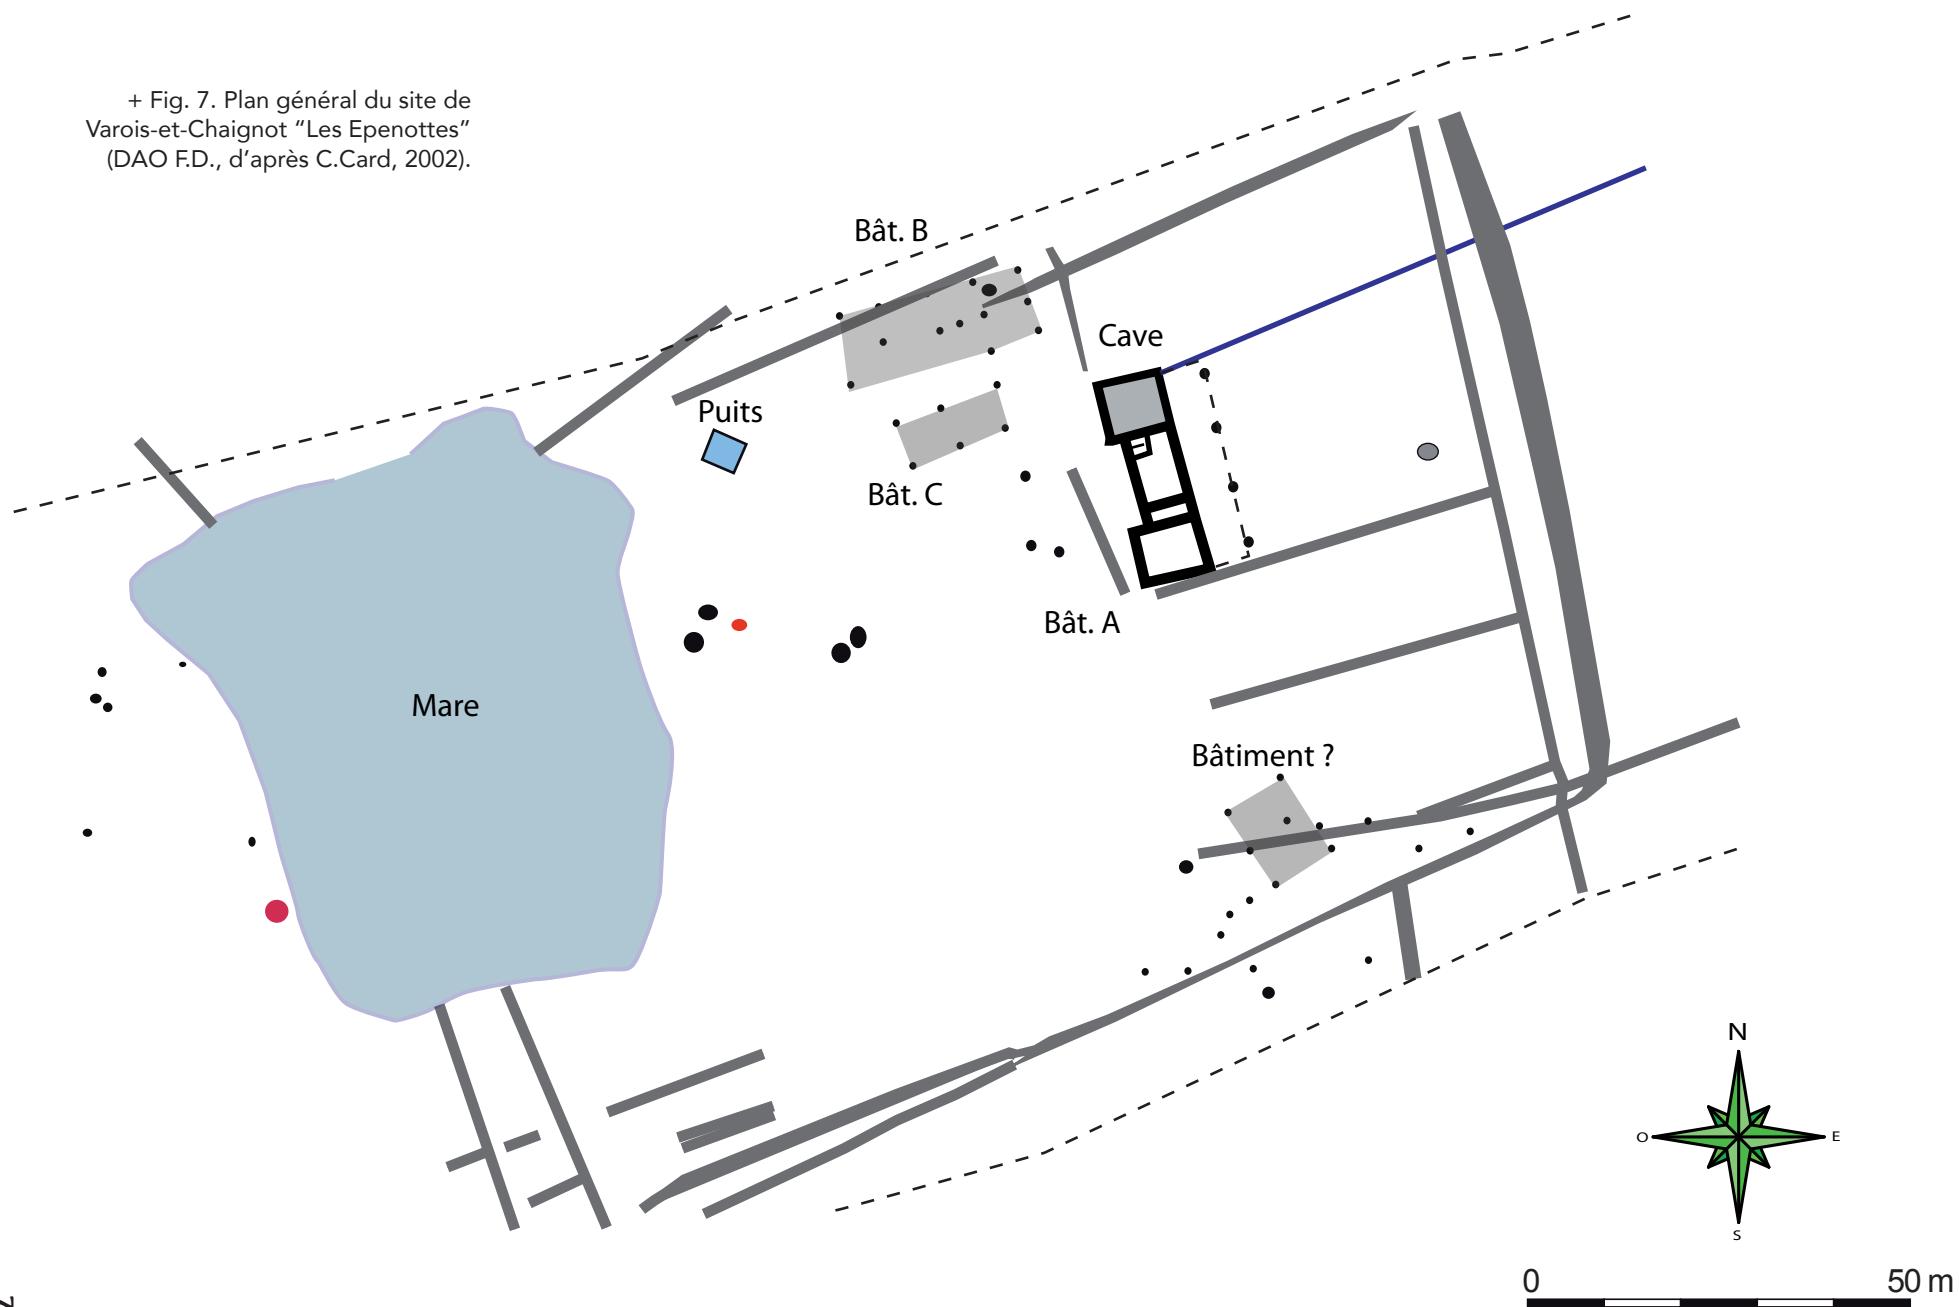 + Fig. 7. Plan général du site de
Varois-et-Chaignot “Les Epenottes”
(DAO F.D., d’après C.Card, 2002).
Bât. B
Cave
Puits
Bât. C
Bât. A
Mare
Bâtiment ?
N
O
E
S
0
50 m